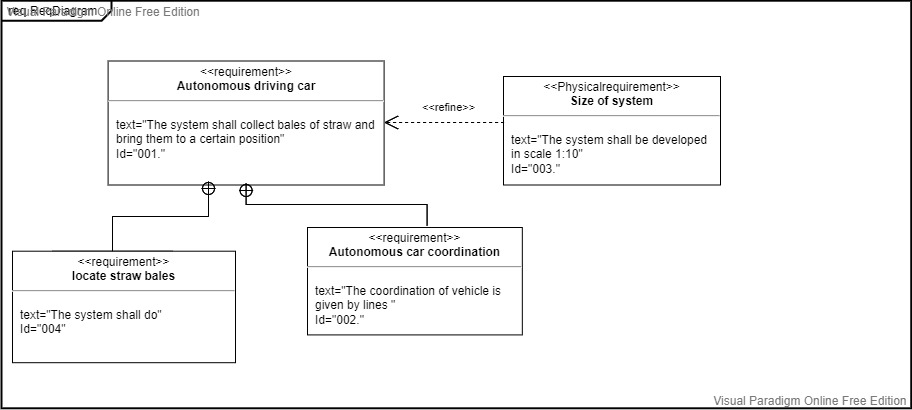 req ReqDiagram
Visual Paradigm Online Free Edition
<<requirement>>
Autonomous driving car
text="The system shall collect bales of straw and
bring them to a certain position"
Id="001."
<<refine>>
<<Physicalrequirement>>
Size of system
text="The system shall be developed
in scale 1:10"
Id="003."
<<requirement>>
locate straw bales
text="The system shall do"
Id="004"
<<requirement>>
Autonomous car coordination
text="The coordination of vehicle is
given by lines "
Id="002."
Visual Paradigm Online Free Edition